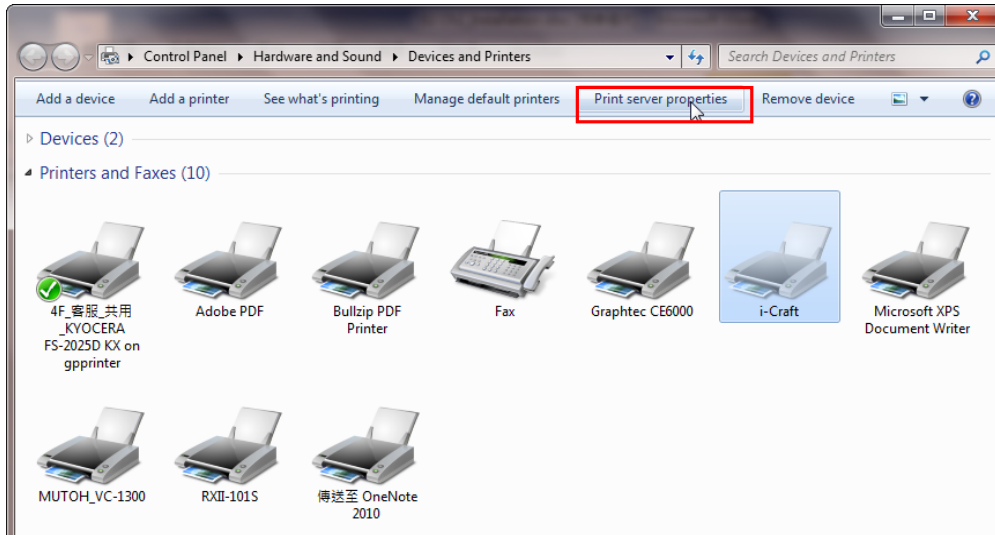 Control Panel Hardware and Sound Devices and Printers
Search Devices and Printers
Add a device Add a printer See what's printing Manage default printers Print server properties Remove device
Devices (2)
Printers and Faxes (10)
4F_客服_共用
_KYOCERA
FS-2025D KX on
gpprinter
Adobe PDF
Bullzip PDF
Printer
Fax
Graphtec CE6000
i-Craft
Microsoft XPS
Document Writer
MUTOH_VC-1300
RXII-101S
傳送至 OneNote
2010